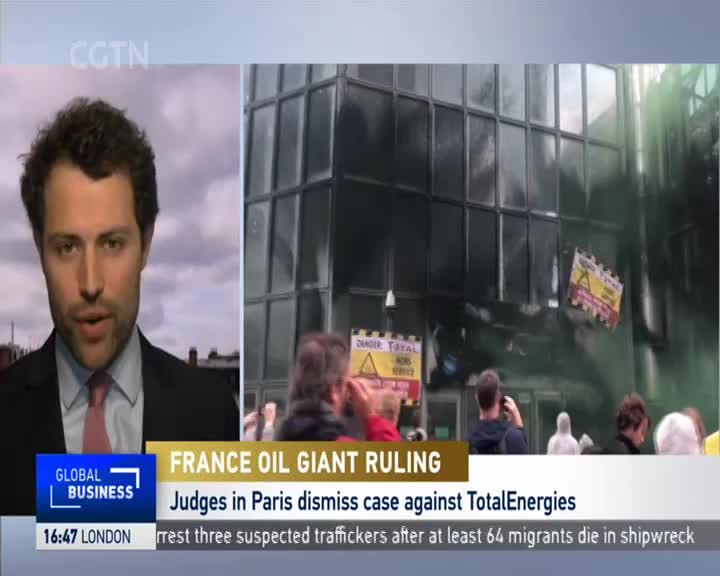 CGTN
DANGER: TOTAL
HORS-
SERVICE
FRANCE OIL GIANT RULING
GLOBAL
BUSINESS
Judges in Paris dismiss case against TotalEnergies
16:47 LONDON
rrest three suspected traffickers after at least 64 migrants die in shipwreck